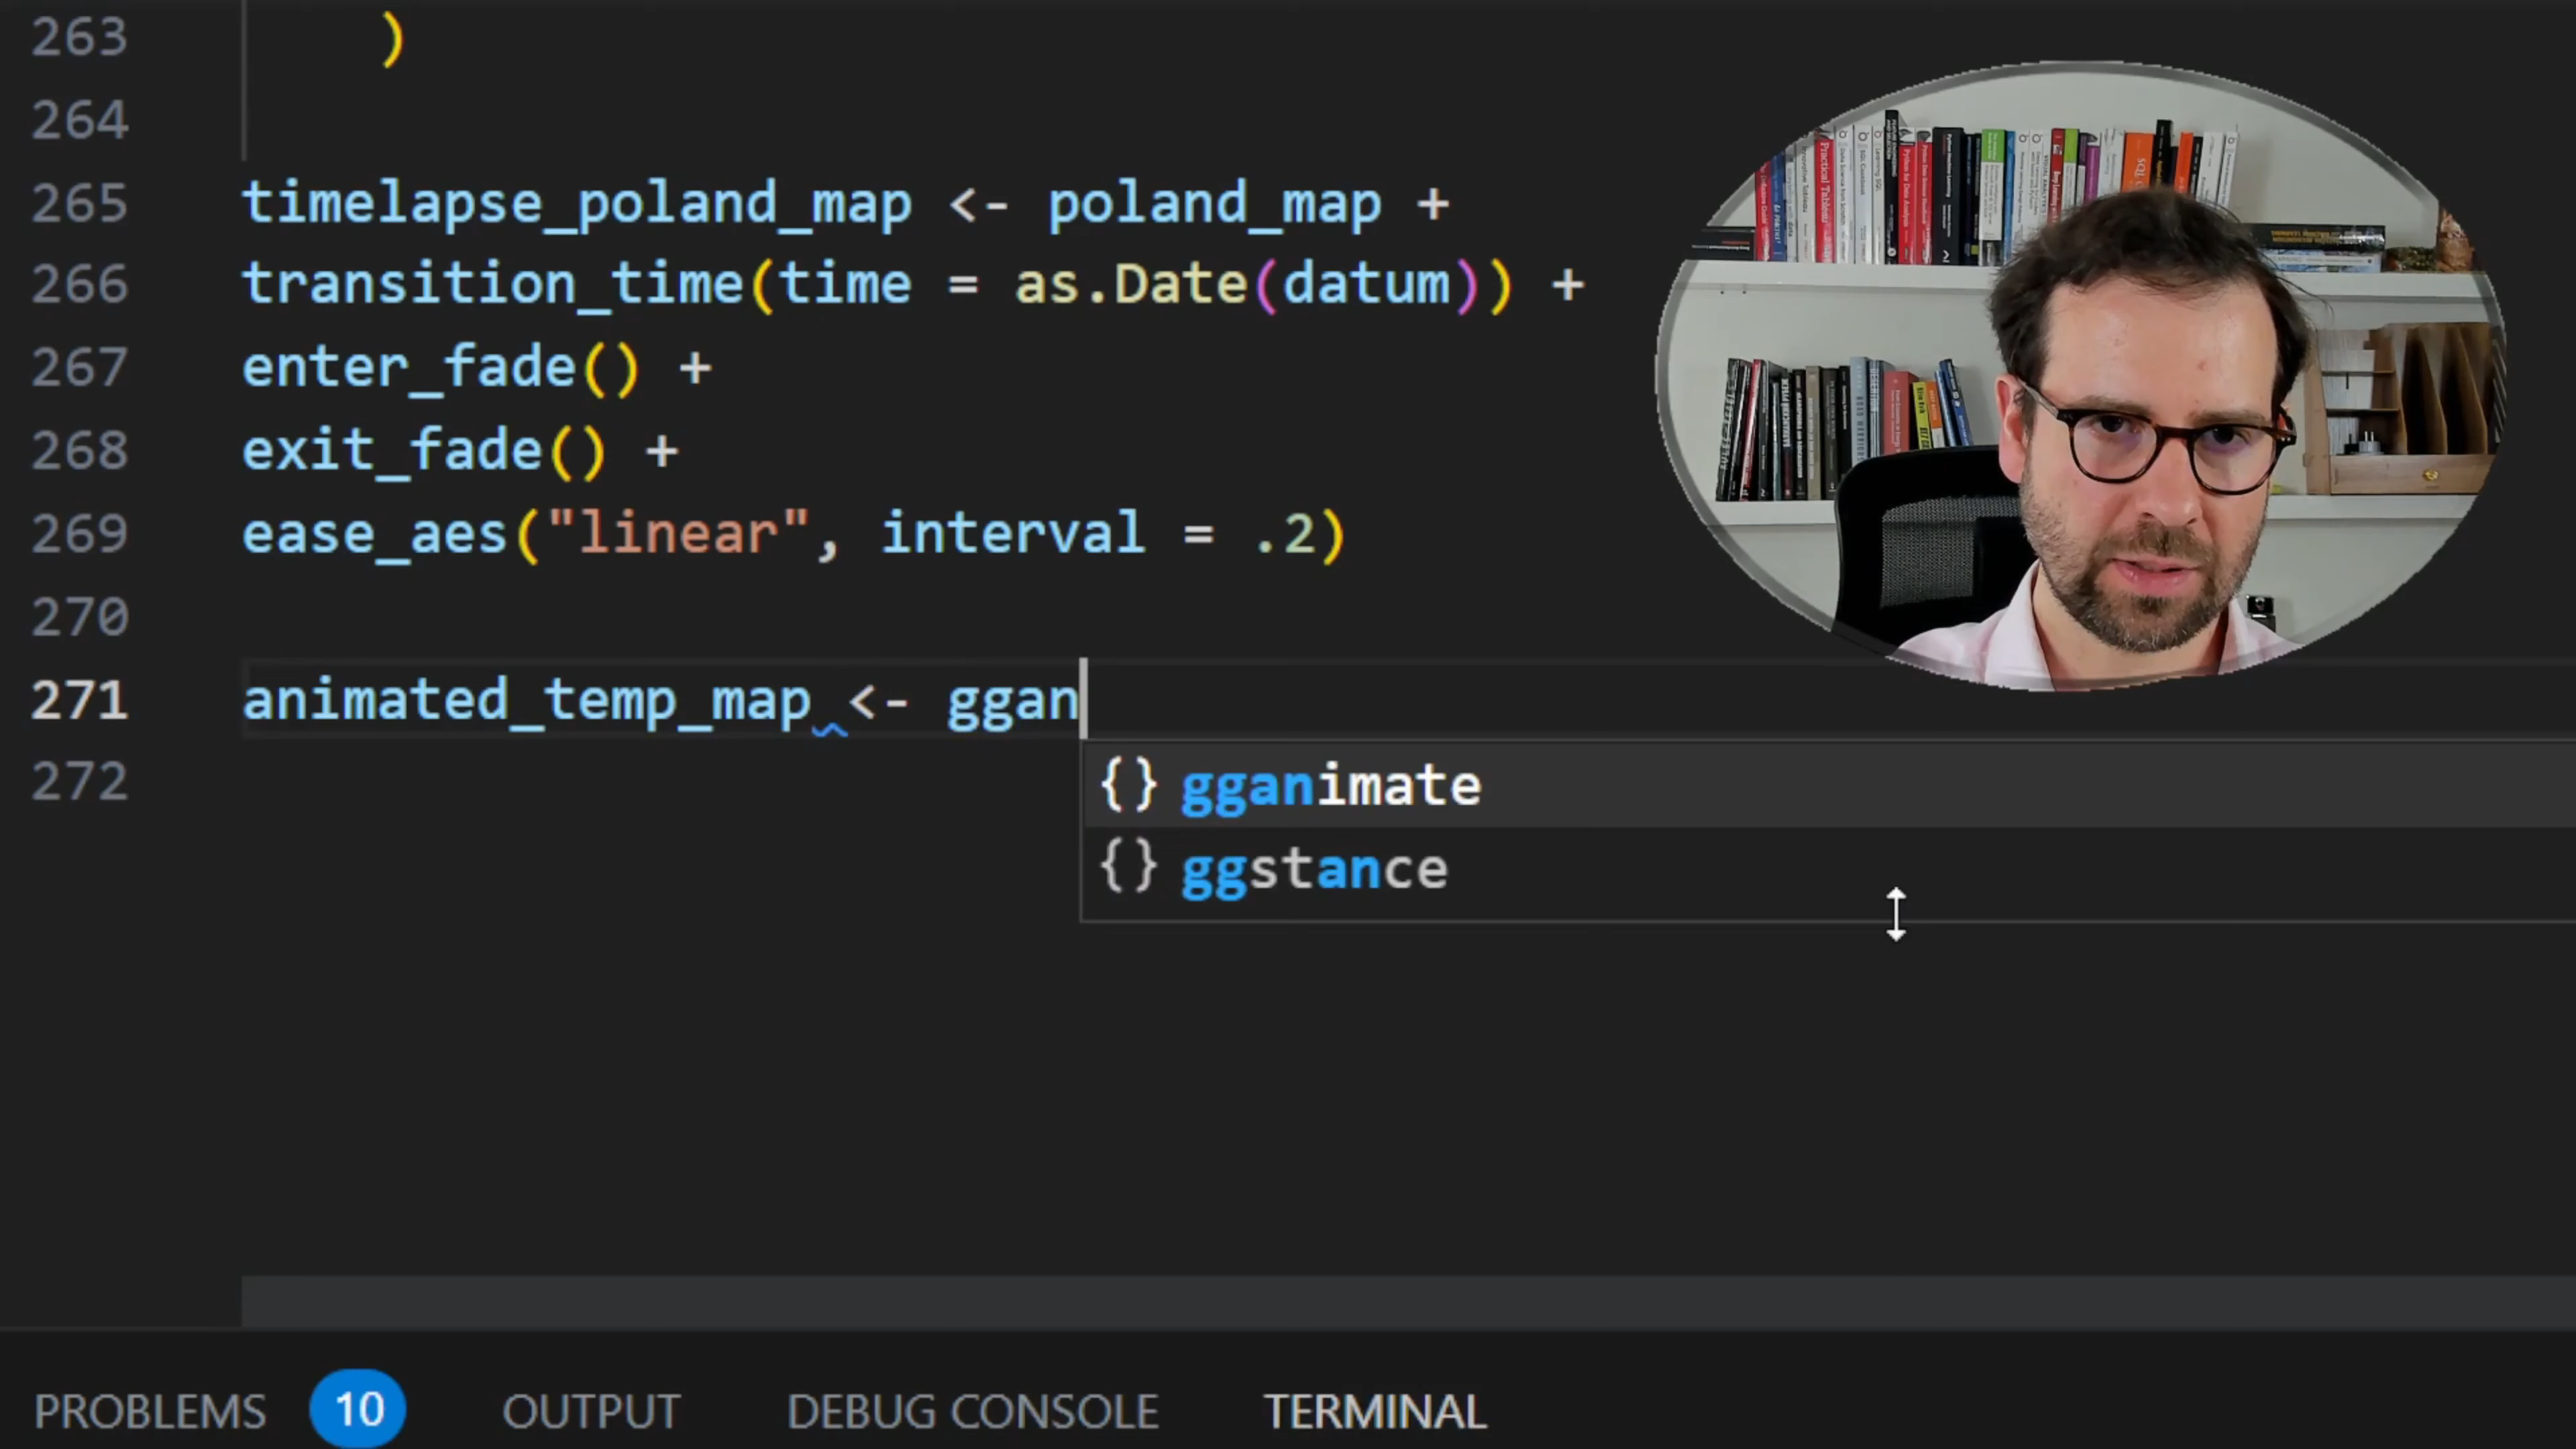 263 )
264
265 timelapse_poland_map <- poland_map +
266 transition_time(time = as.Date(datum)) +
267 enter_fade() +
268 exit_fade() +
269 ease_aes("linear", interval = .2)
270
271 animated_temp_map <- ggan
{} gganimate
272
{} ggstance
PROBLEMS 10 OUTPUT DEBUG CONSOLE TERMINAL